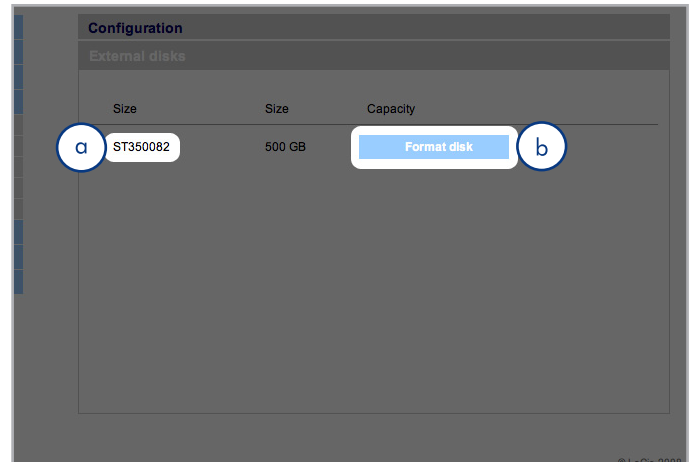 Configuration
External disks
Size Size Capacity
a ST350082 500 GB Format disk b